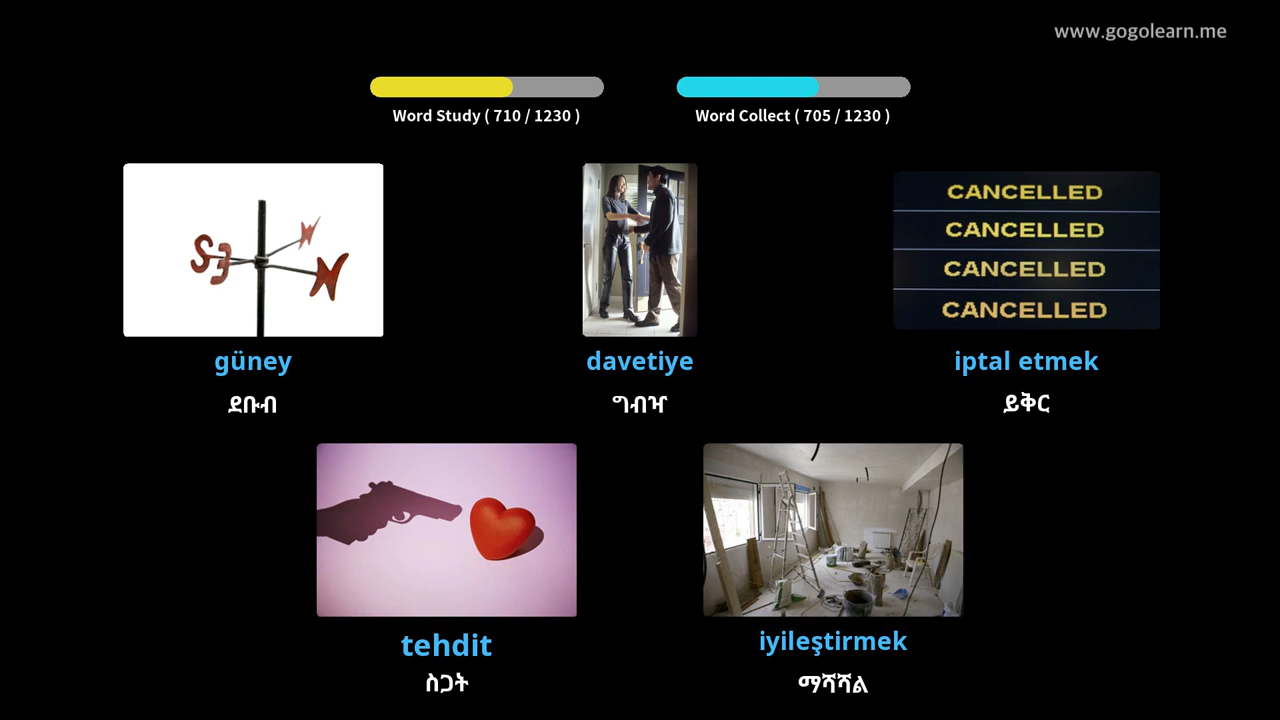 www.gogolearn.me
Word Study ( 710 / 1230 )
Word Collect ( 705 / 1230 )
S
E
W
N
CANCELLED
CANCELLED
CANCELLED
CANCELLED
güney
davetiye
iptal etmek
ደቡብ
ግብዣ
ይቅር
tehdit
iyileştirmek
ስጋት
ማሻሻል